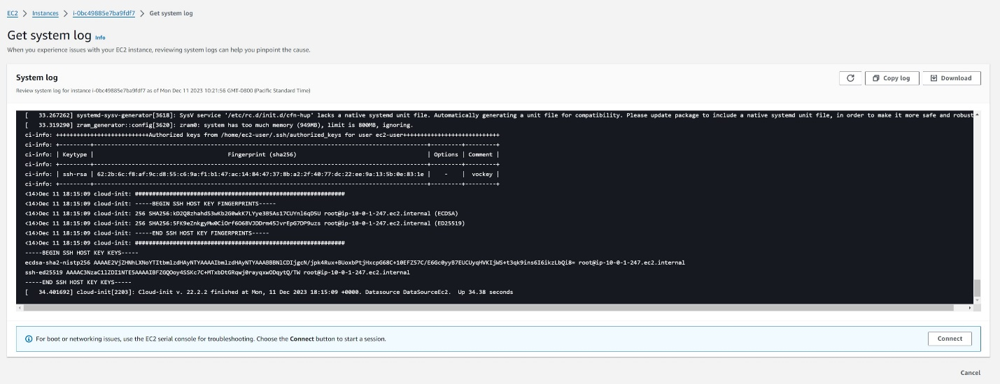 EC2 > Instances > i-0bc49885e7ba9fdf7 > Get system log
Get system log Info
When you experience issues with your EC2 instance, reviewing system logs can help you pinpoint the cause.
System log
Copy log
Download
Review system log for instance i-0bc49885e7ba9fdf7 as of Mon Dec 11 2023 10:21:56 GMT-0800 (Pacific Standard Time)
[   33.267262] systemd-sysv-generator[3618]: SysV service '/etc/rc.d/init.d/cfn-hup' lacks a native systemd unit file. Automatically generating a unit file for compatibility. Please update package to include a native systemd unit file, in order to make it more safe and robust
[   33.319290] zram_generator::config[3620]: zram0: system has too much memory (949MB), limit is 800MB, ignoring.
ci-info: +++++++++++++++++++++++++++Authorized keys from /home/ec2-user/.ssh/authorized_keys for user ec2-user++++++++++++++++++++++++++++
ci-info: +---------+-------------------------------------------------------------------------------------------------+---------+---------+
ci-info: | Keytype |                                       Fingerprint (sha256)                                      | Options | Comment |
ci-info: +---------+-------------------------------------------------------------------------------------------------+---------+---------+
ci-info: | ssh-rsa | 62:2b:6c:f8:af:9c:d8:55:c6:9a:f1:b1:47:ac:14:84:47:37:8b:a2:2f:40:77:dc:22:ee:9a:13:5b:0e:83:1e |    -    |  vockey |
ci-info: +---------+-------------------------------------------------------------------------------------------------+---------+---------+
<14>Dec 11 18:15:09 cloud-init: #############################################################
<14>Dec 11 18:15:09 cloud-init: -----BEGIN SSH HOST KEY FINGERPRINTS-----
<14>Dec 11 18:15:09 cloud-init: 256 SHA256:kD2Q8zhahdS3wKb2G0wkK7LYye3B5As17CUYnl6qD5U root@ip-10-0-1-247.ec2.internal (ECDSA)
<14>Dec 11 18:15:09 cloud-init: 256 SHA256:5FK9eZnkgyMw0CiOrf6D6BVJDDrm4SJvrEpG7DP9uzs root@ip-10-0-1-247.ec2.internal (ED25519)
<14>Dec 11 18:15:09 cloud-init: -----END SSH HOST KEY FINGERPRINTS-----
<14>Dec 11 18:15:09 cloud-init: #############################################################
-----BEGIN SSH HOST KEY KEYS-----
ecdsa-sha2-nistp256 AAAAE2VjZHNhLXNoYTItbmlzdHAyNTYAAAAIbmlzdHAyNTYAAABBBNlCDIjgcN/jpk4Rux+BUoxbPtjHxcpG68C+10EFZ57C/E6Gc0yyB7EUCUyqHVKIjWS+t3qk9ins6I6ikzLbQi8= root@ip-10-0-1-247.ec2.internal
ssh-ed25519 AAAAC3NzaC1lZDI1NTE5AAAAIBFZGQOoy4SSKc7C+MTxbDtGRqwj0rayqxwODqytQ/TW root@ip-10-0-1-247.ec2.internal
-----END SSH HOST KEY KEYS-----
[   34.401692] cloud-init[2203]: Cloud-init v. 22.2.2 finished at Mon, 11 Dec 2023 18:15:09 +0000. Datasource DataSourceEc2.  Up 34.38 seconds
For boot or networking issues, use the EC2 serial console for troubleshooting. Choose the Connect button to start a session.
Connect
Cancel